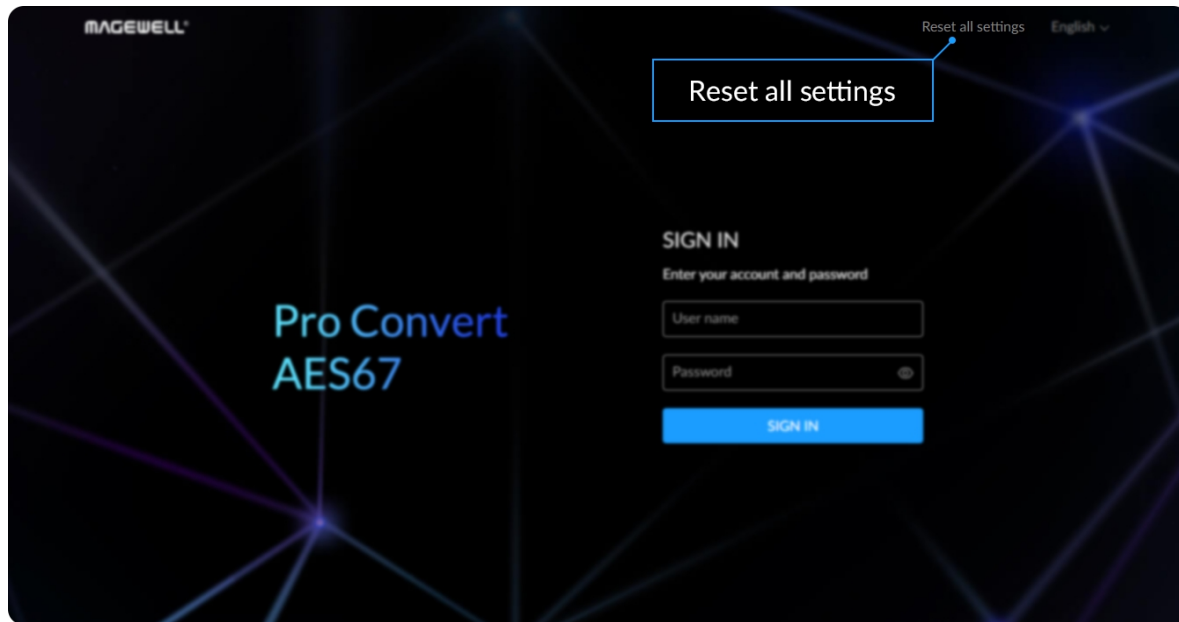 MAGEWELL®
Reset all settings
English
Reset all settings
SIGN IN
Enter your account and password
User name
Password
SIGN IN
Pro Convert
AES67